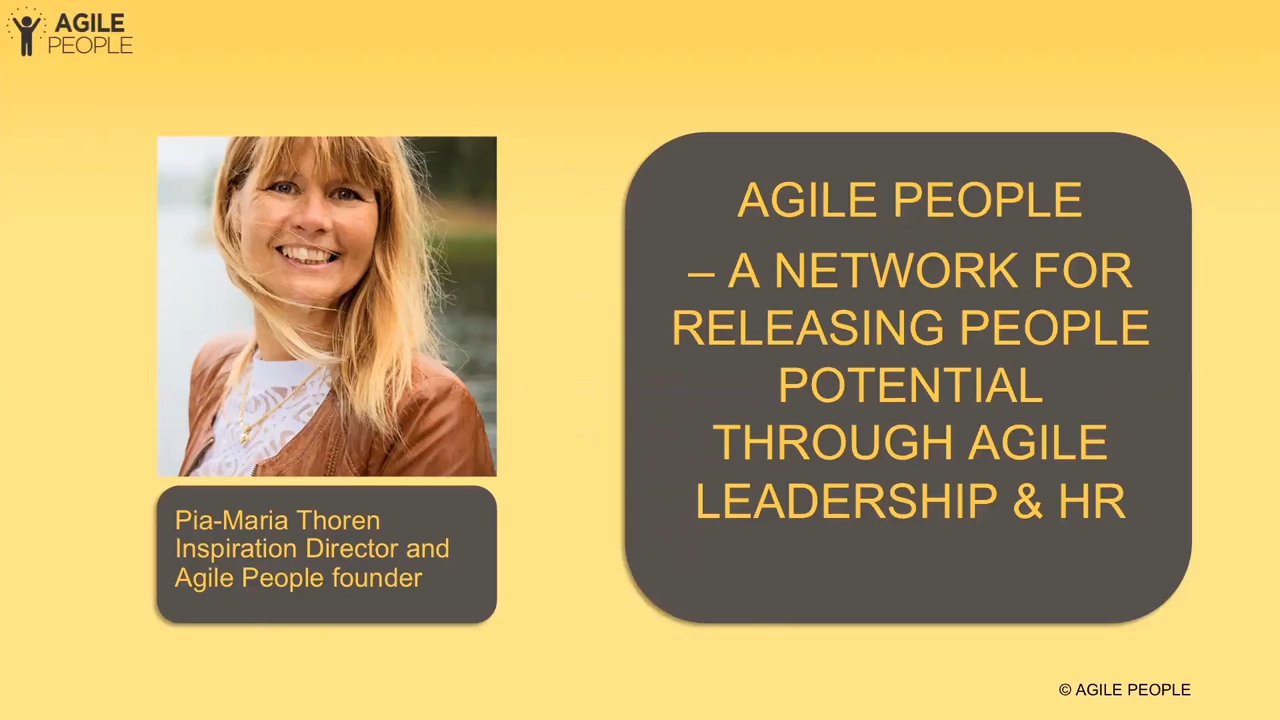 AGILE
PEOPLE
AGILE PEOPLE
– A NETWORK FOR
RELEASING PEOPLE
POTENTIAL
THROUGH AGILE
LEADERSHIP & HR
Pia-Maria Thoren
Inspiration Director and
Agile People founder
© AGILE PEOPLE